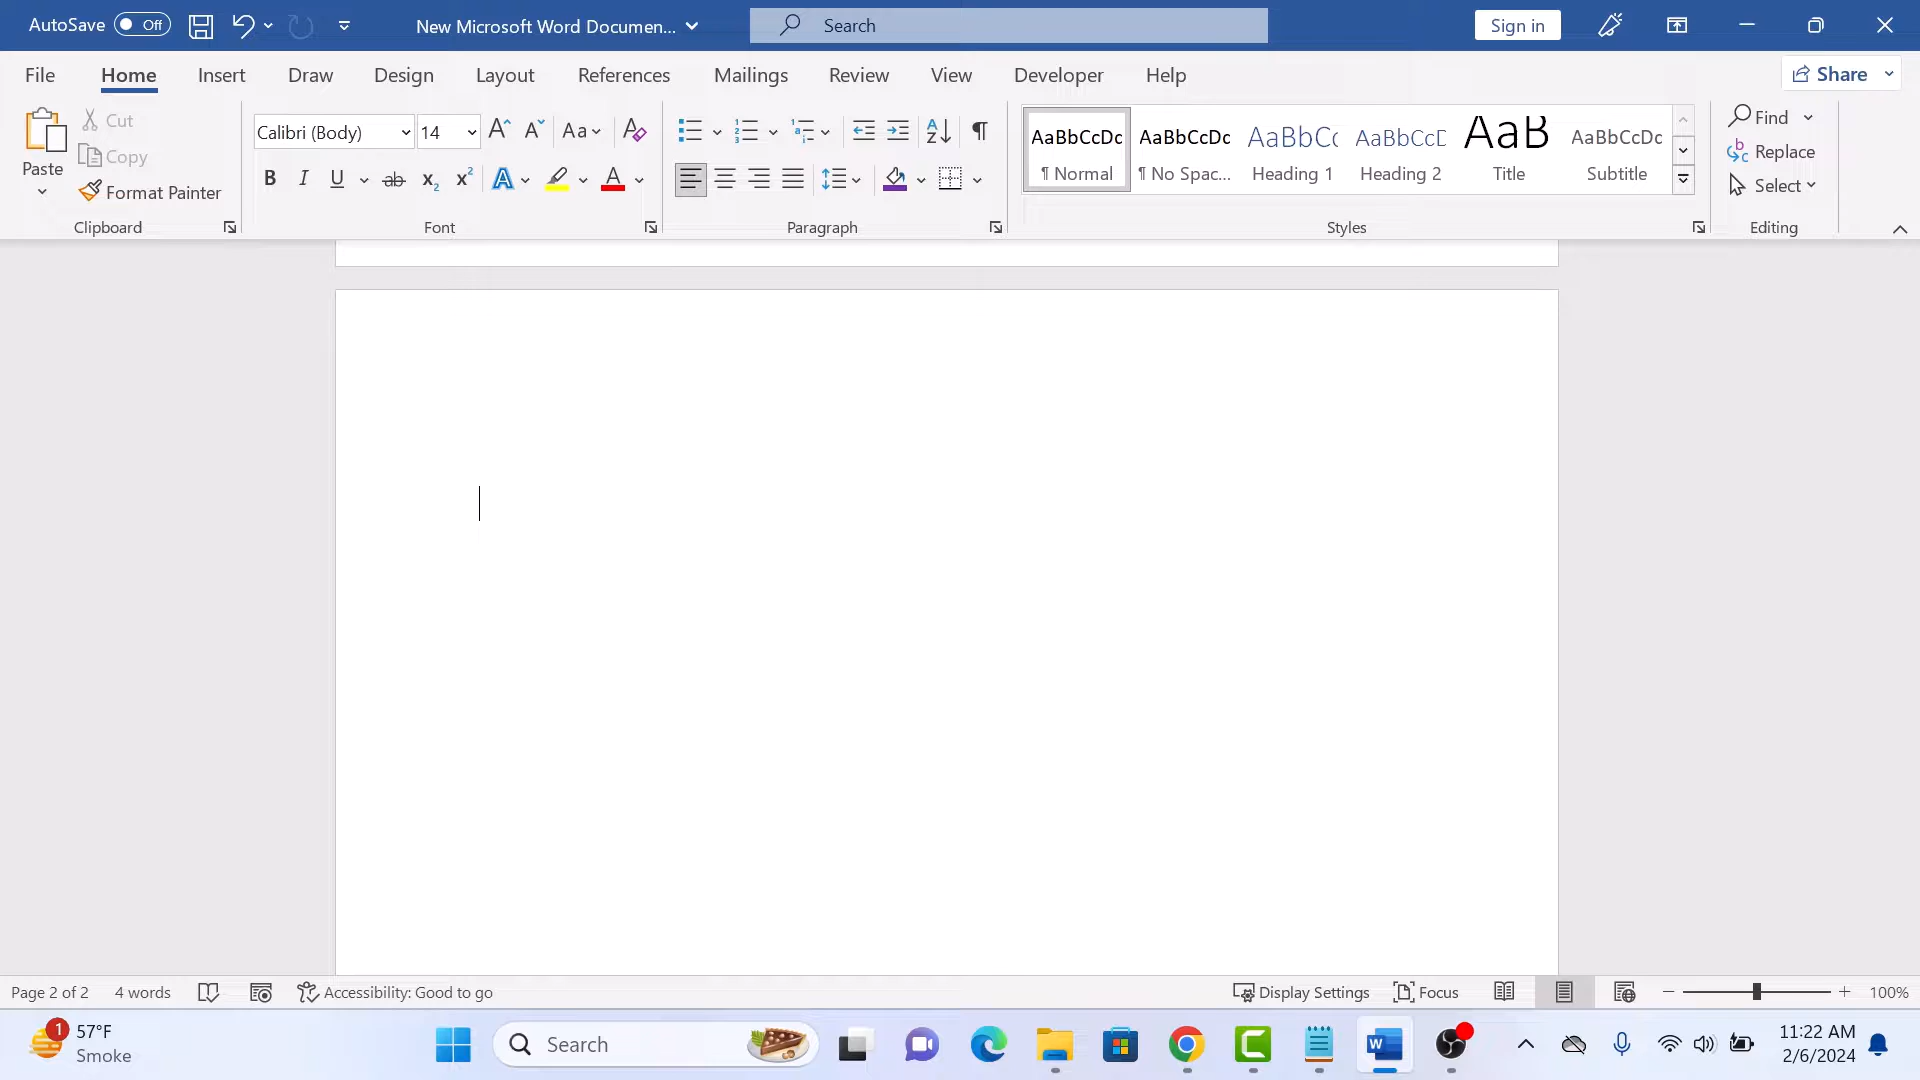 AutoSave Off New Microsoft Word Documen... Search Sign in
File Home Insert Draw Design Layout References Mailings Review View Developer Help Share
Paste Cut Copy Format Painter
Clipboard
Calibri (Body) 14
Font
Paragraph
AaBbCcDc AaBbCcDc AaBbCc AaBbCcD AaB AaBbCcDc
¶ Normal ¶ No Spac... Heading 1 Heading 2 Title Subtitle
Styles
Find
Replace
Select
Editing
Page 2 of 2 4 words Accessibility: Good to go Display Settings Focus 100%
1 57°F
Smoke
Search
11:22 AM
2/6/2024